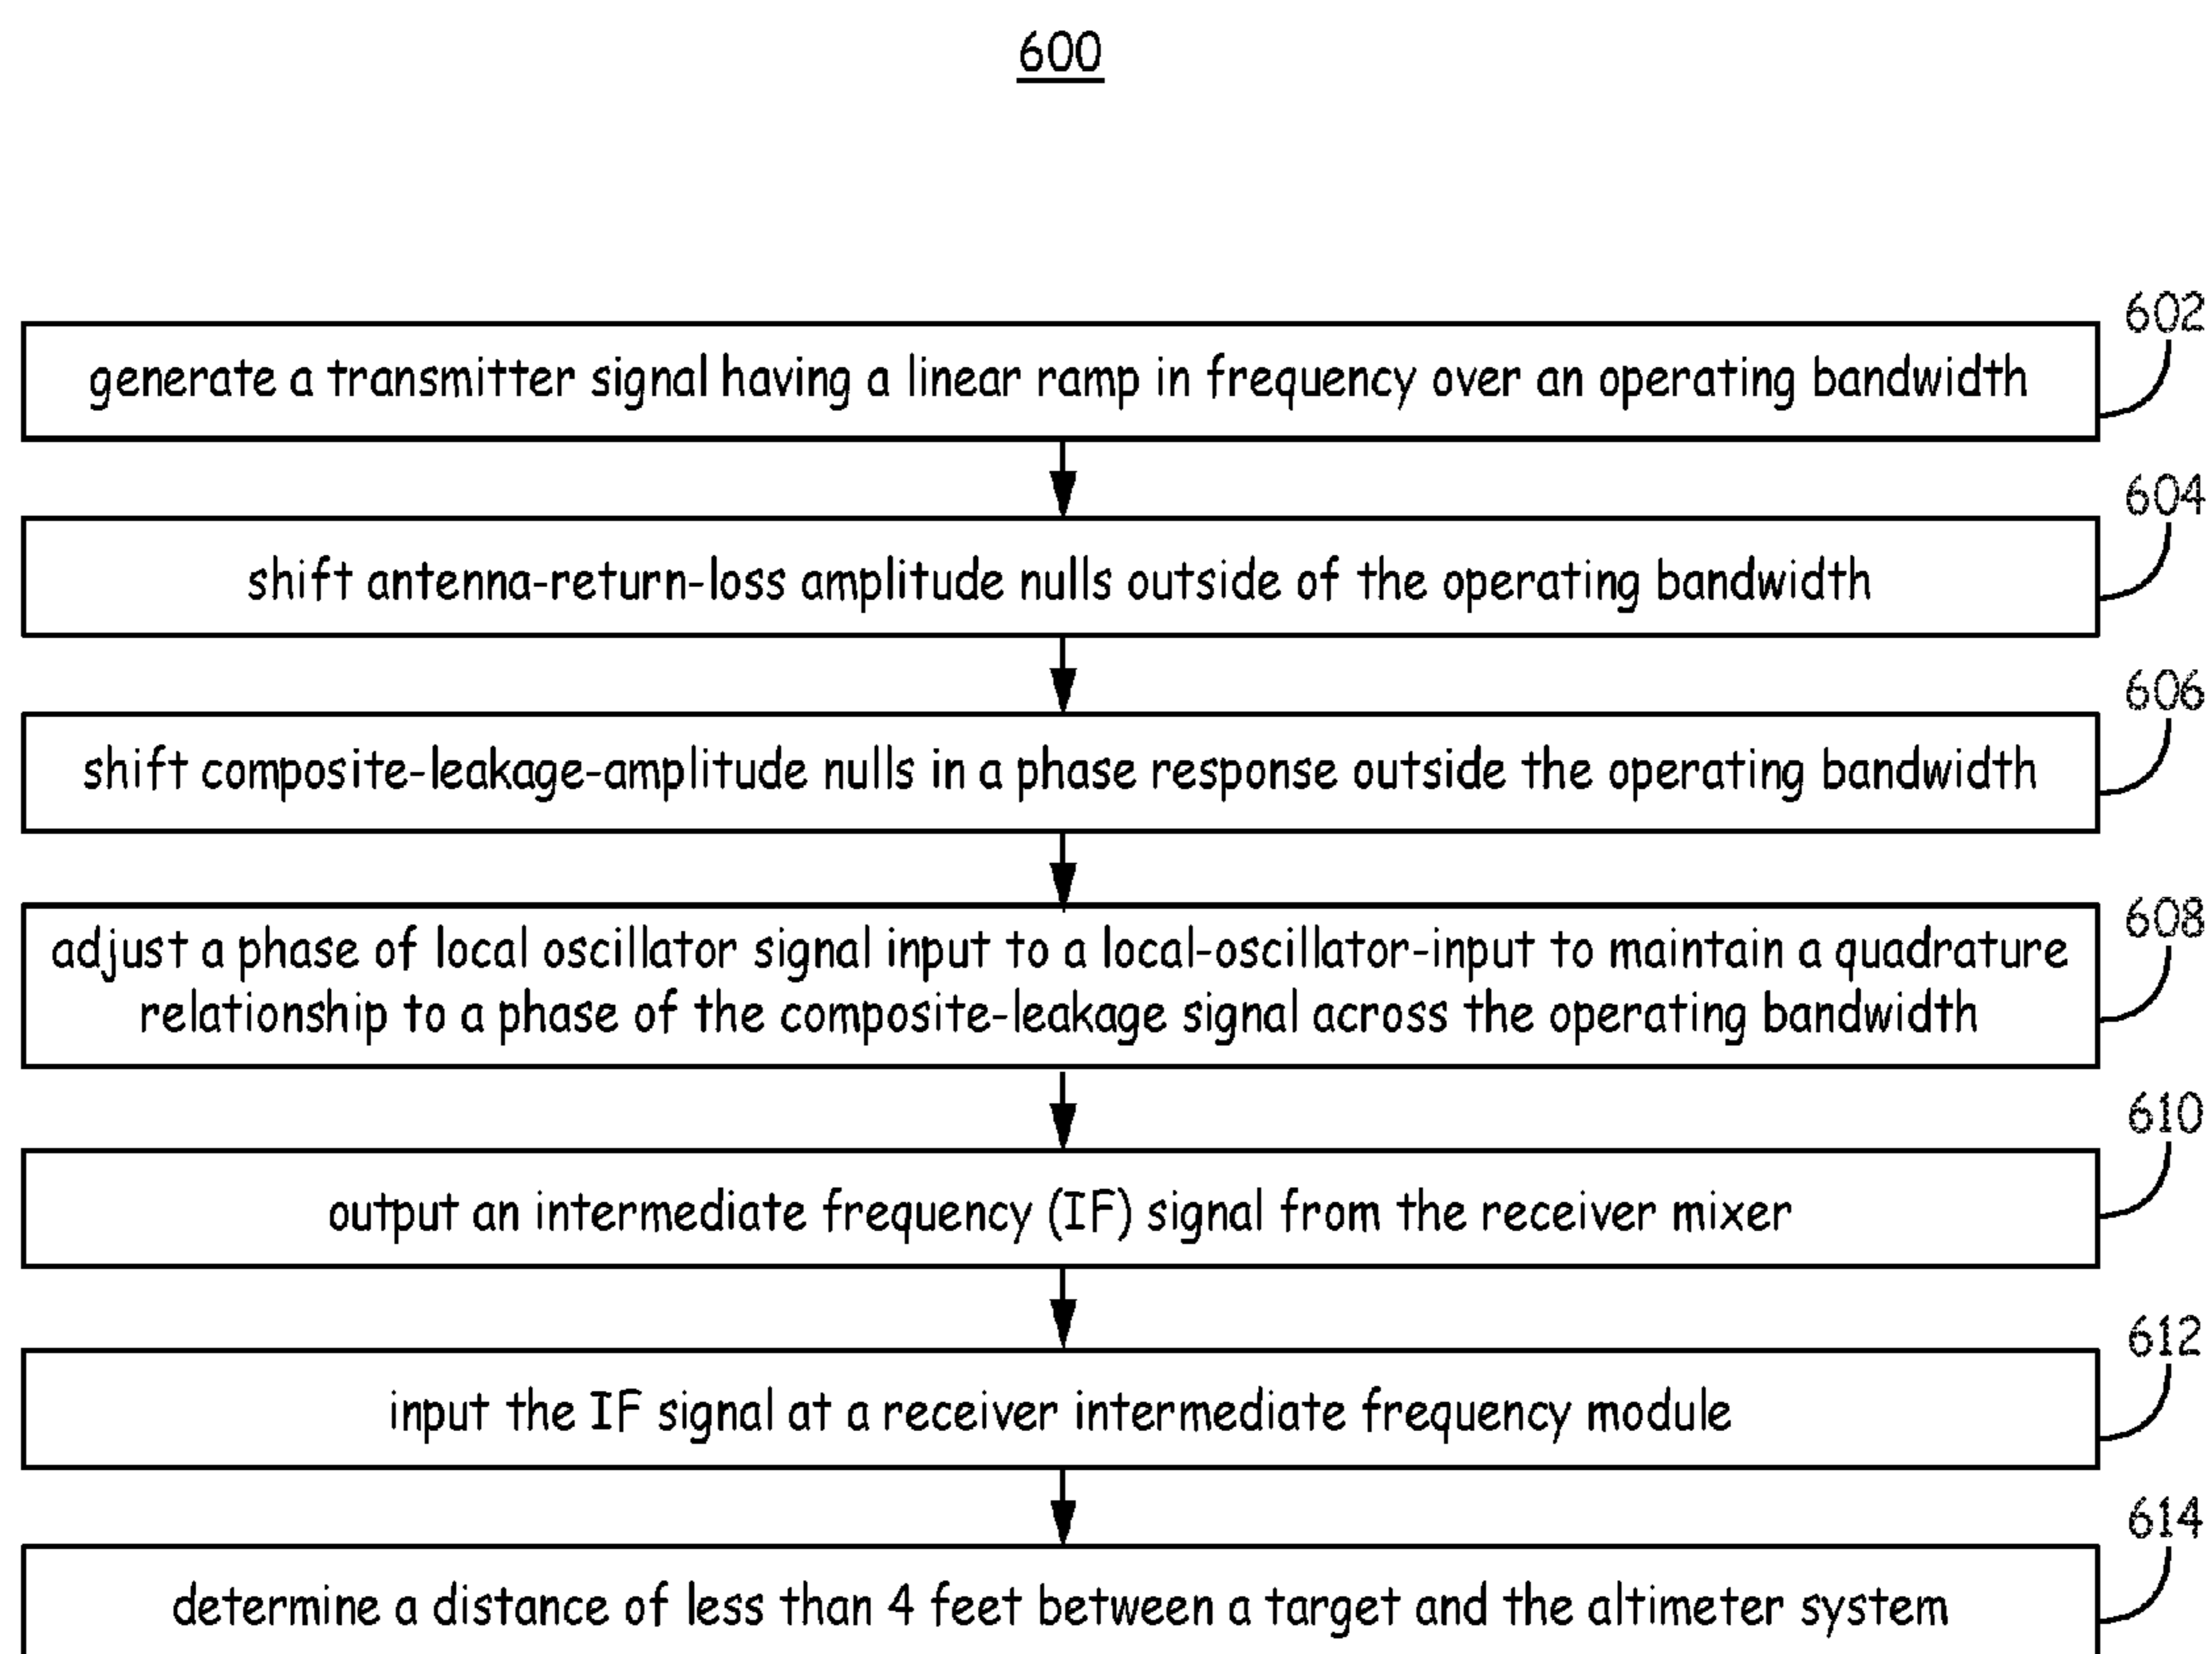 600
602
generate a transmitter signal having a linear ramp in frequency over an operating bandwidth
604
shift antenna-return-loss amplitude nulls outside of the operating bandwidth
606
shift composite-leakage-amplitude nulls in a phase response outside the operating bandwidth
608
adjust a phase of local oscillator signal input to a local-oscillator-input to maintain a quadrature
relationship to a phase of the composite-leakage signal across the operating bandwidth
610
output an intermediate frequency (IF) signal from the receiver mixer
612
input the IF signal at a receiver intermediate frequency module
614
determine a distance of less than 4 feet between a target and the altimeter system